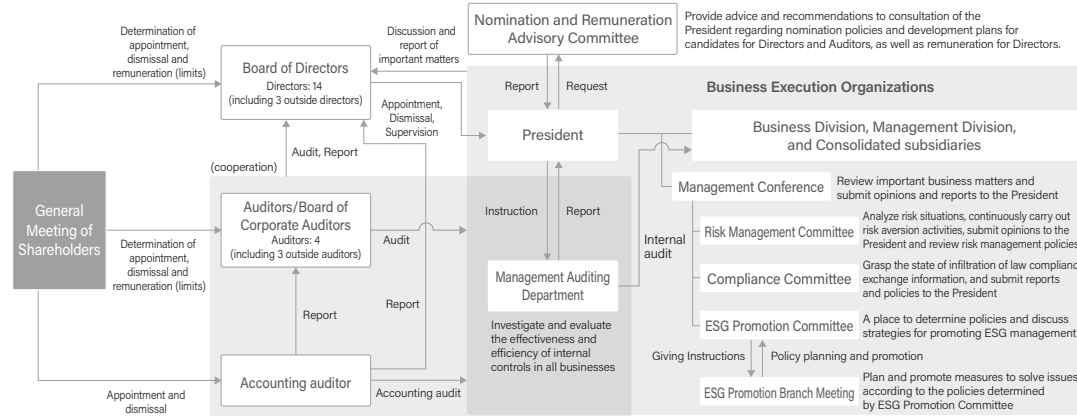 Nomination and Remuneration
Advisory Committee
Provide advice and recommendations to consultation of the
President regarding nomination policies and development plans for
candidates for Directors and Auditors, as well as remuneration for Directors.
Determination of
appointment,
dismissal and
remuneration (limits)
Board of Directors
Directors: 14
(including 3 outside directors)
Discussion and
report of
important matters
Appointment,
Dismissal,
Supervision
Report
Request
Business Execution Organizations
President
Business Division, Management Division,
and Consolidated subsidiaries
(cooperation)
Audit, Report
General
Meeting of
Shareholders
Auditors/Board of
Corporate Auditors
Auditors: 4
(including 3 outside auditors)
Audit
Instruction
Report
Internal
audit
Management Conference
Review important business matters and
submit opinions and reports to the President
Risk Management Committee
Analyze risk situations, continuously carry out
risk aversion activities, submit opinions to the
President and review risk management policies
Determination of
appointment,
dismissal and
remuneration (limits)
Management Auditing
Department
Compliance Committee
Grasp the state of infiltration of law compliance
exchange information, and submit reports
and policies to the President
Report
Report
Investigate and evaluate
the effectiveness and
efficiency of internal
controls in all businesses
ESG Promotion Committee
A place to determine policies and discuss
strategies for promoting ESG management
Giving Instructions
Policy planning and promotion
Accounting auditor
Accounting audit
Appointment and
dismissal
ESG Promotion Branch Meeting
Plan and promote measures to solve issues
according to the policies determined
by ESG Promotion Committee